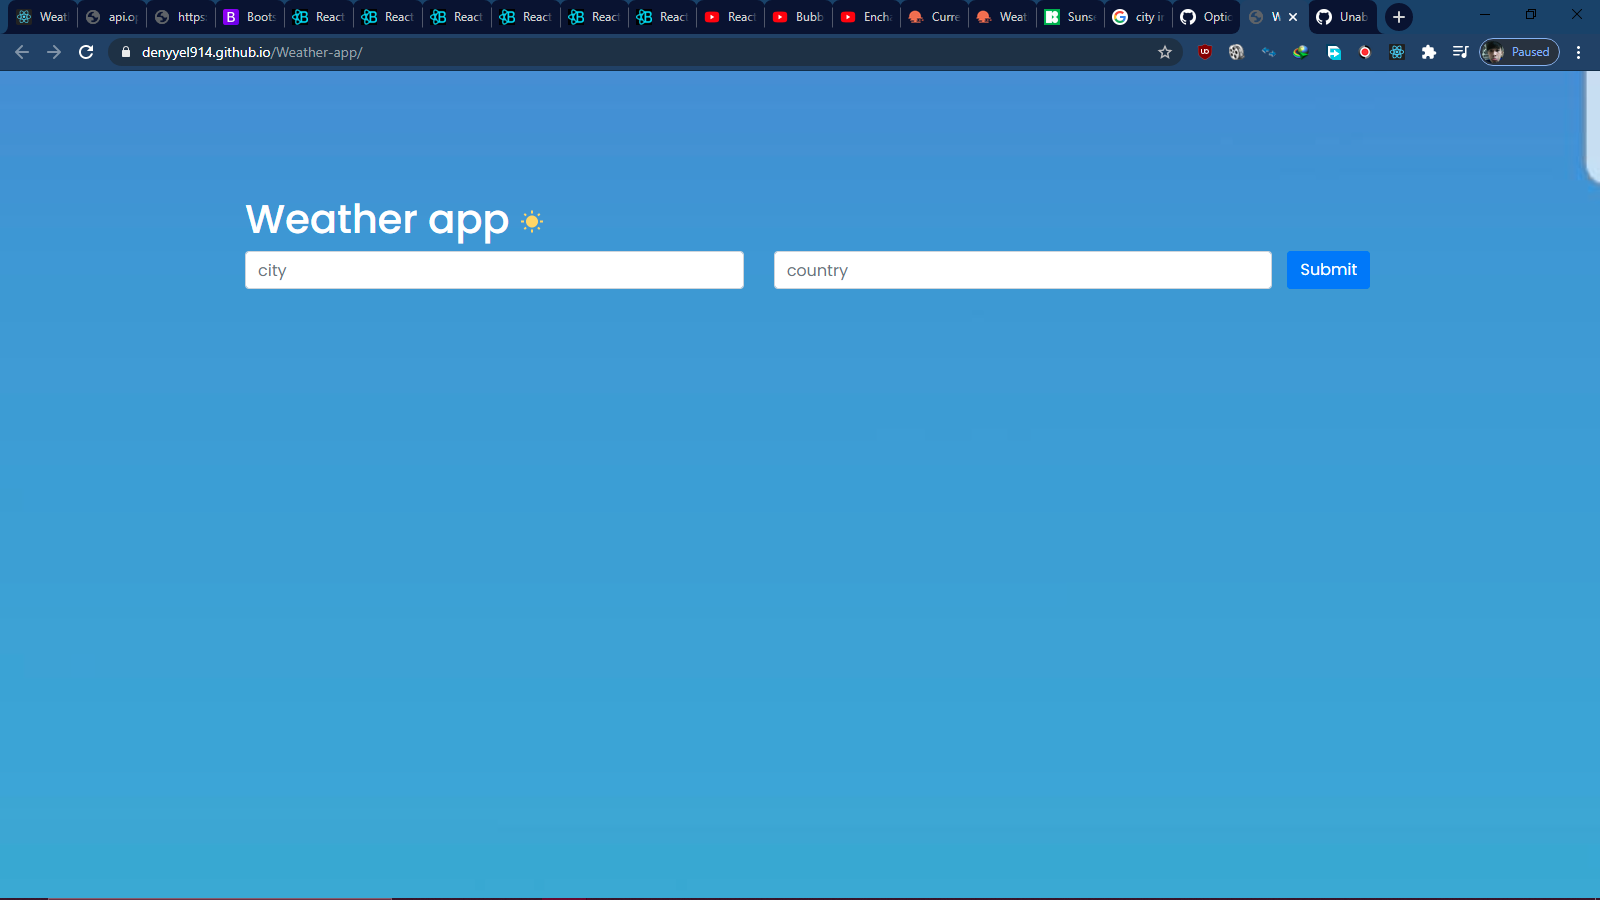 Weat api.o https: Boots React React React React React React React Bubb Ench Curre Weat Suns city i Optic W Unab
denyyel914.github.io/Weather-app/ Paused
Weather app
city country Submit